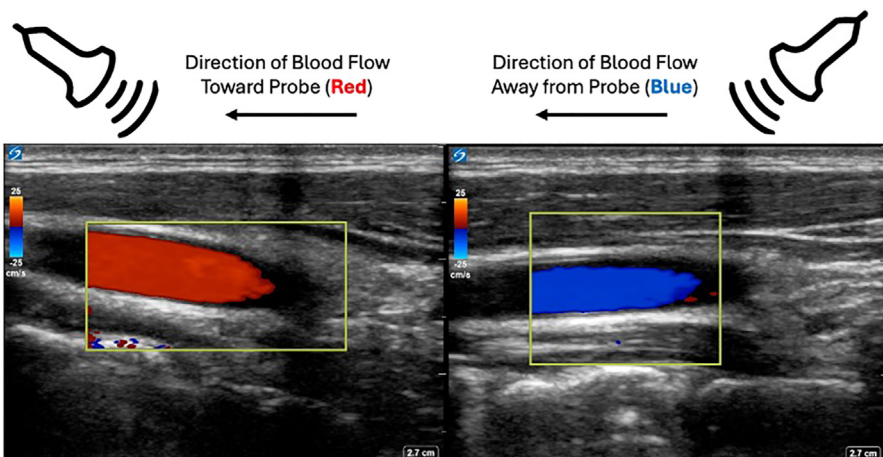 Direction of Blood Flow
Toward Probe (Red)
Direction of Blood Flow
Away from Probe (Blue)
25
-25
cm/s
2.7 cm
25
-25
cm/s
2.7 cm